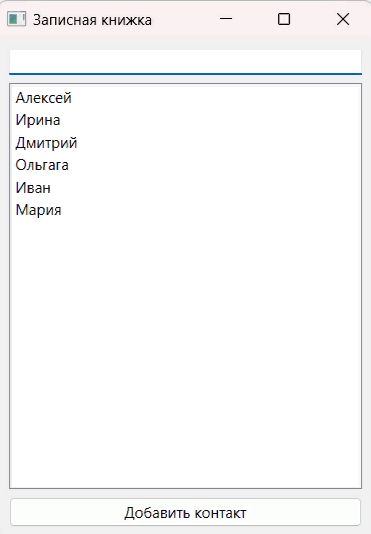 Записная книжка
Алексей
Ирина
Дмитрий
Ольгага
Иван
Мария
Добавить контакт